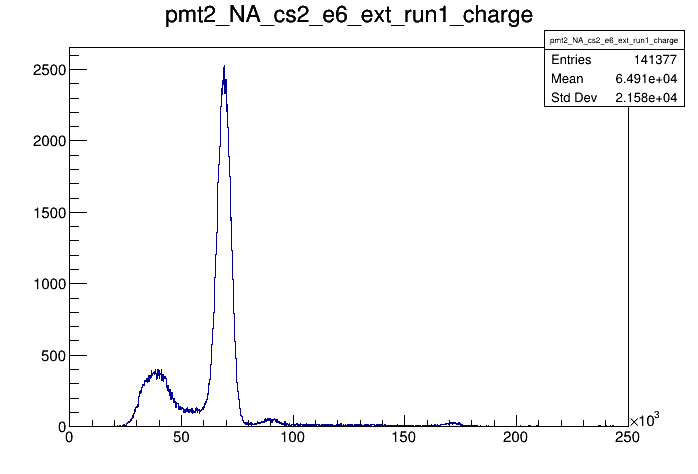 pmt2_NA_cs2_e6_ext_run1_charge
pmt2_NA_cs2_e6_ext_run1_charge
Entries 141377
Mean 6.491e+04
Std Dev 2.158e+04
2500
2000
1500
1000
500
0
0 50 100 150 200 250
×10³